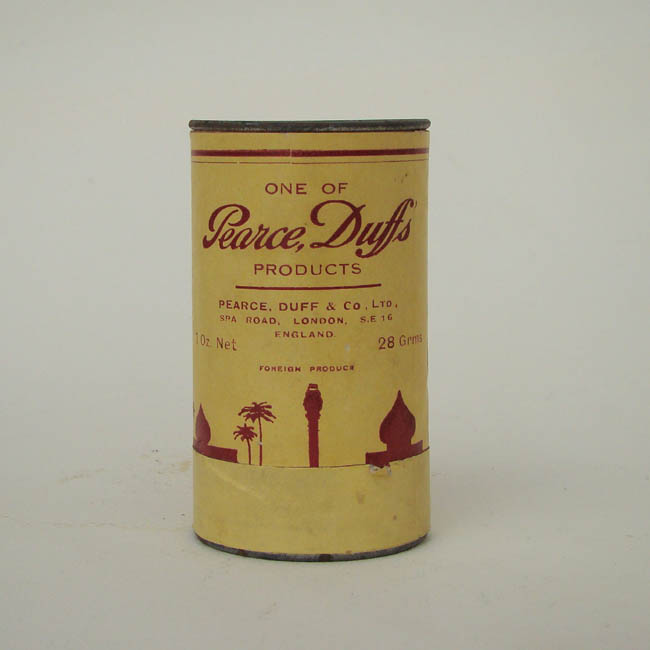 ONE OF
Pearce, Duff's
PRODUCTS
PEARCE, DUFF & Co, LTD,
SPA ROAD, LONDON, S.E 16
ENGLAND.
1 Oz. Net 28 Grms
FOREIGN PRODUCE